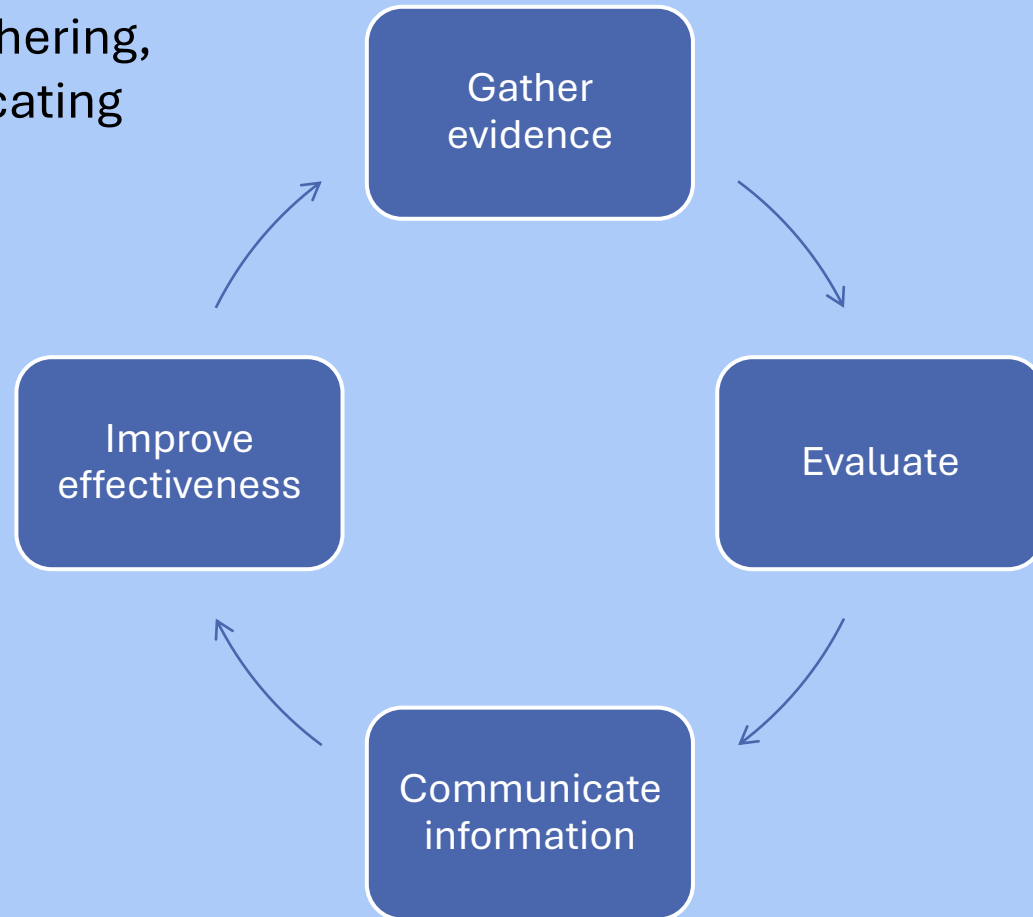 hering,
cating
Gather
evidence
Evaluate
Communicate
information
Improve
effectiveness